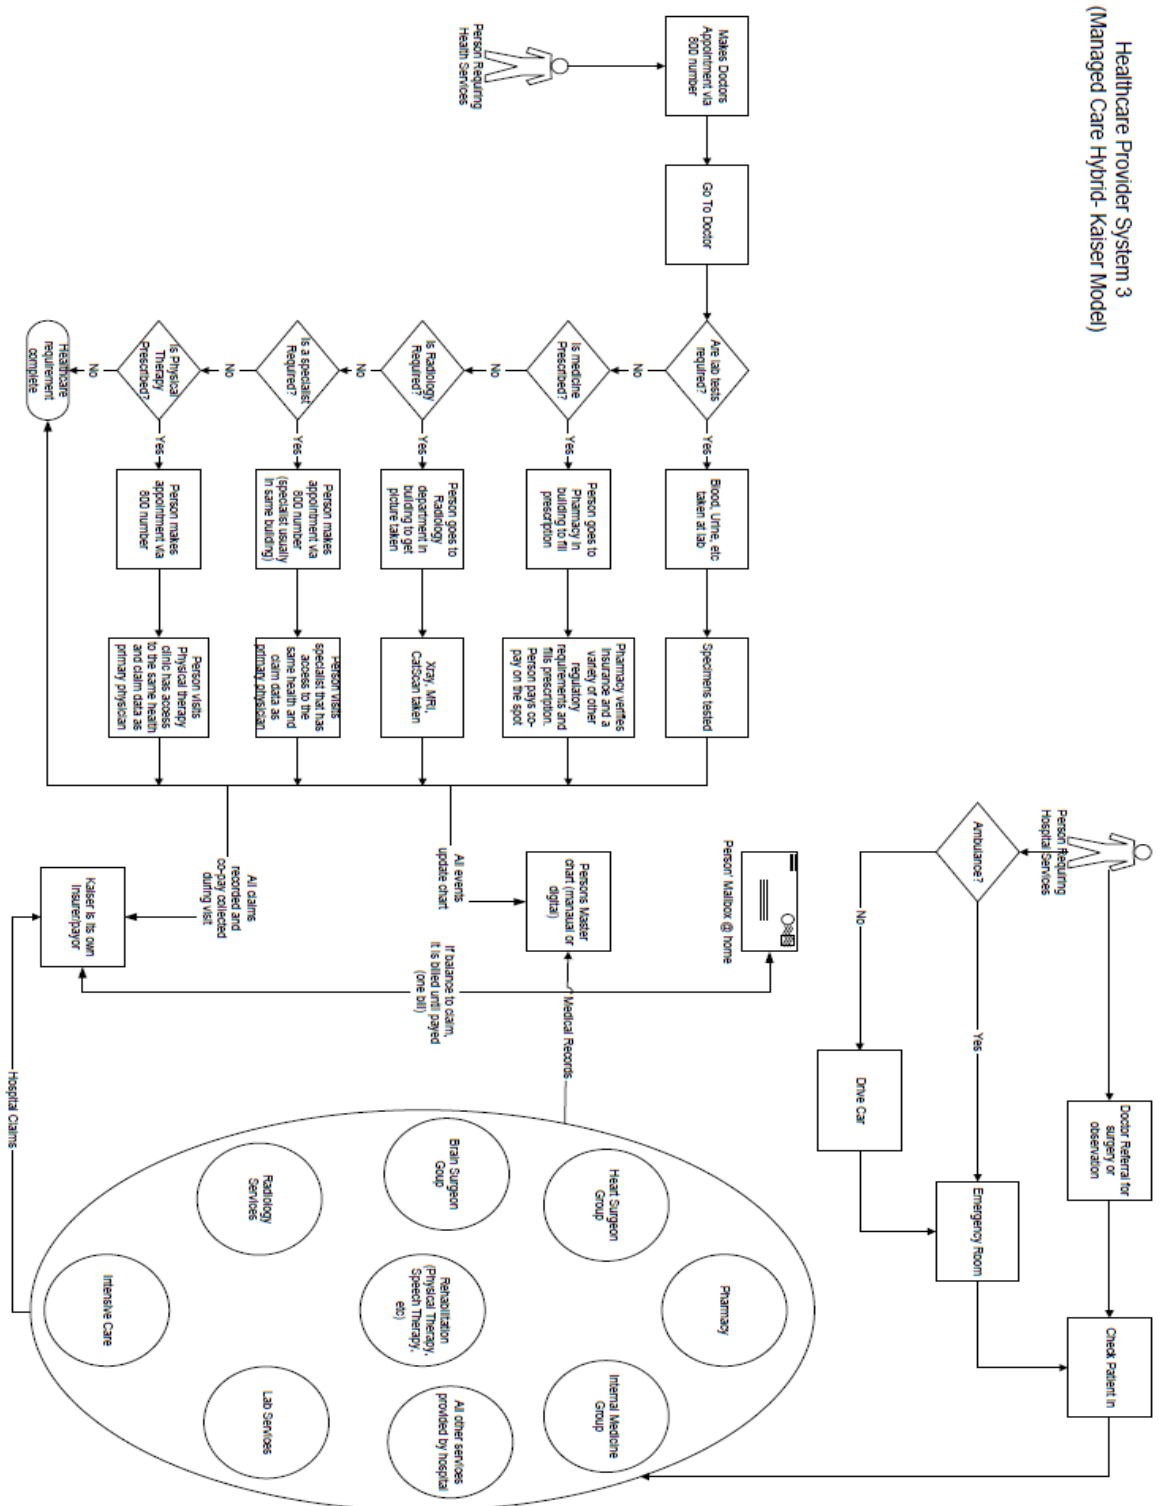 Healthcare Provider System 3
(Managed Care Hybrid- Kaiser Model)
Person Requiring
Health Services
Makes Doctors
Appointment via
800 number
Go To Doctor
Are lab tests
required?
Yes
Blood, Urine, etc
taken at lab
Specimens tested
No
Is medicine
Prescribed?
Yes
Person goes to
Pharmacy in
building to fill
prescription
Pharmacy verifies
insurance and a
variety of other
regulatory
requirements and
fills prescription.
Person pays co-
pay on the spot
No
Is Radiology
Required?
Yes
Person goes to
Radiology
department in
building to get
picture taken
Xray, MRI,
CatScan taken
No
Is a specialist
Required?
Yes
Person makes
appointment via
800 number
(specialist usually
in same building)
Person visits
specialist that has
access to the
same health and
claim data as
primary physician
No
Is Physical
Therapy
Prescribed?
Yes
Person makes
appointment via
800 number
Person visits
Physical therapy
clinic has access
to the same health
and claim data as
primary physician
No
Healthcare
requirement
complete
Person Requiring
Hospital Services
Ambulance?
No
Yes
Drive Car
Emergency Room
Doctor Referral for
surgery or
observation
Check Patient In
Person' Mailbox @ home
All events
update chart
Persons Master
chart (manaual or
digital)
All claims
recorded and
co-pay collected
during visit
Kaiser is its own
Insurer/payor
If balance to claim,
it is billed until payed
(one bill)
Medical Records
Hospital Claims
Pharmacy
Heart Surgeon
Group
Internal Medicine
Group
Brain Surgeon
Goup
Rehabilitation
(Physical Therapy,
Speech Therapy,
etc)
All other services
provided by hospital
Radiology
Services
Lab Services
Intensive Care